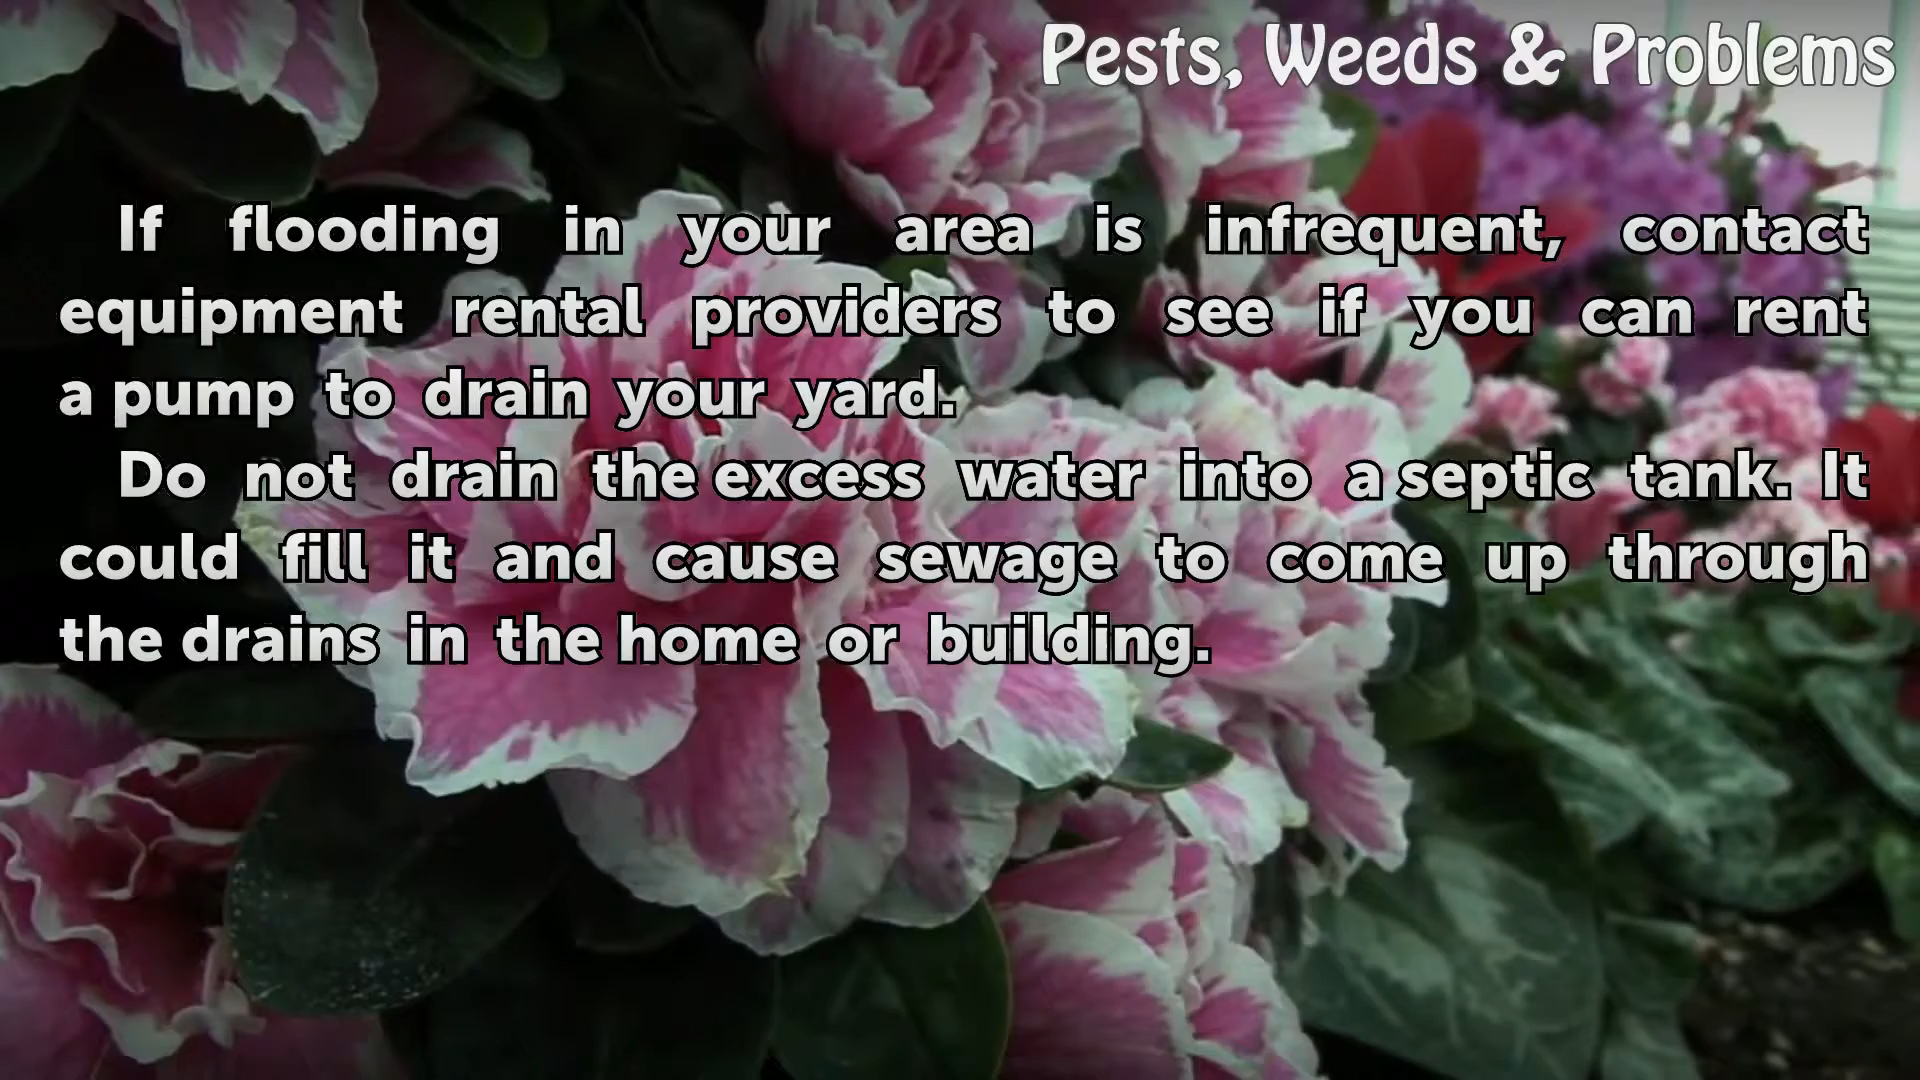 Pests, Weeds & Problems
If flooding in your area is infrequent, contact
equipment rental providers to see if you can rent
a pump to drain your yard.
Do not drain the excess water into a septic tank. It
could fill it and cause sewage to come up through
the drains in the home or building.